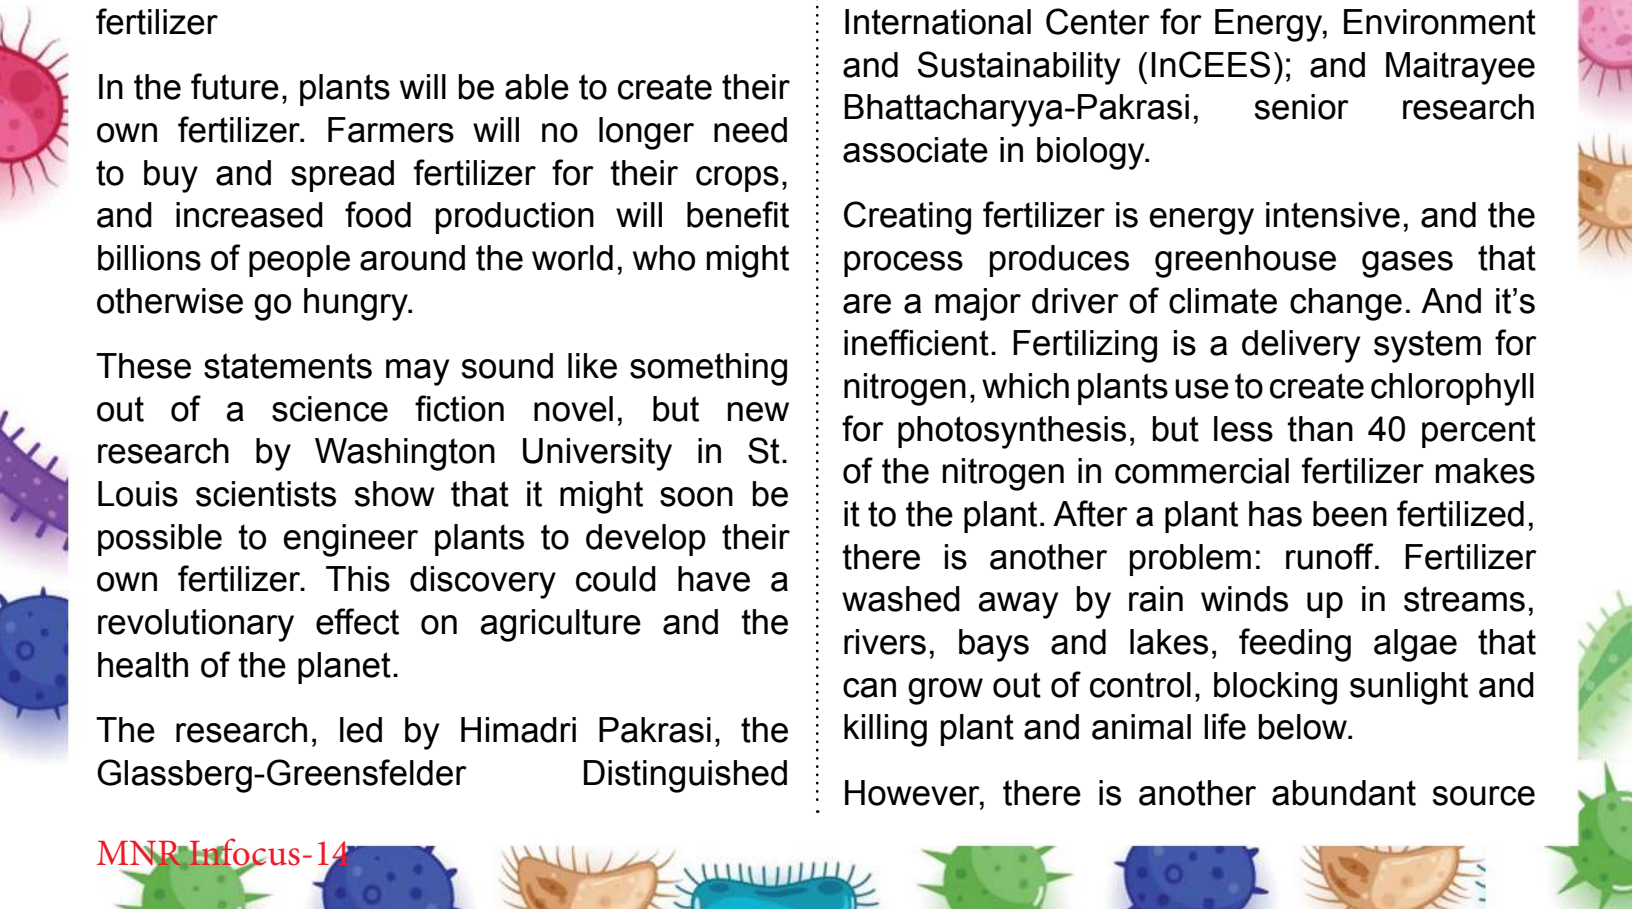 fertilizer
In the future, plants will be able to create their
own fertilizer. Farmers will no longer need
to buy and spread fertilizer for their crops,
and increased food production will benefit
billions of people around the world, who might
otherwise go hungry.
These statements may sound like something
out of a science fiction novel, but new
research by Washington University in St.
Louis scientists show that it might soon be
possible to engineer plants to develop their
own fertilizer. This discovery could have a
revolutionary effect on agriculture and the
health of the planet.
The research, led by Himadri Pakrasi, the
Glassberg-Greensfelder Distinguished
International Center for Energy, Environment
and Sustainability (InCEES); and Maitrayee
Bhattacharyya-Pakrasi, senior research
associate in biology.
Creating fertilizer is energy intensive, and the
process produces greenhouse gases that
are a major driver of climate change. And it’s
inefficient. Fertilizing is a delivery system for
nitrogen, which plants use to create chlorophyll
for photosynthesis, but less than 40 percent
of the nitrogen in commercial fertilizer makes
it to the plant. After a plant has been fertilized,
there is another problem: runoff. Fertilizer
washed away by rain winds up in streams,
rivers, bays and lakes, feeding algae that
can grow out of control, blocking sunlight and
killing plant and animal life below.
However, there is another abundant source
MNR Infocus-14